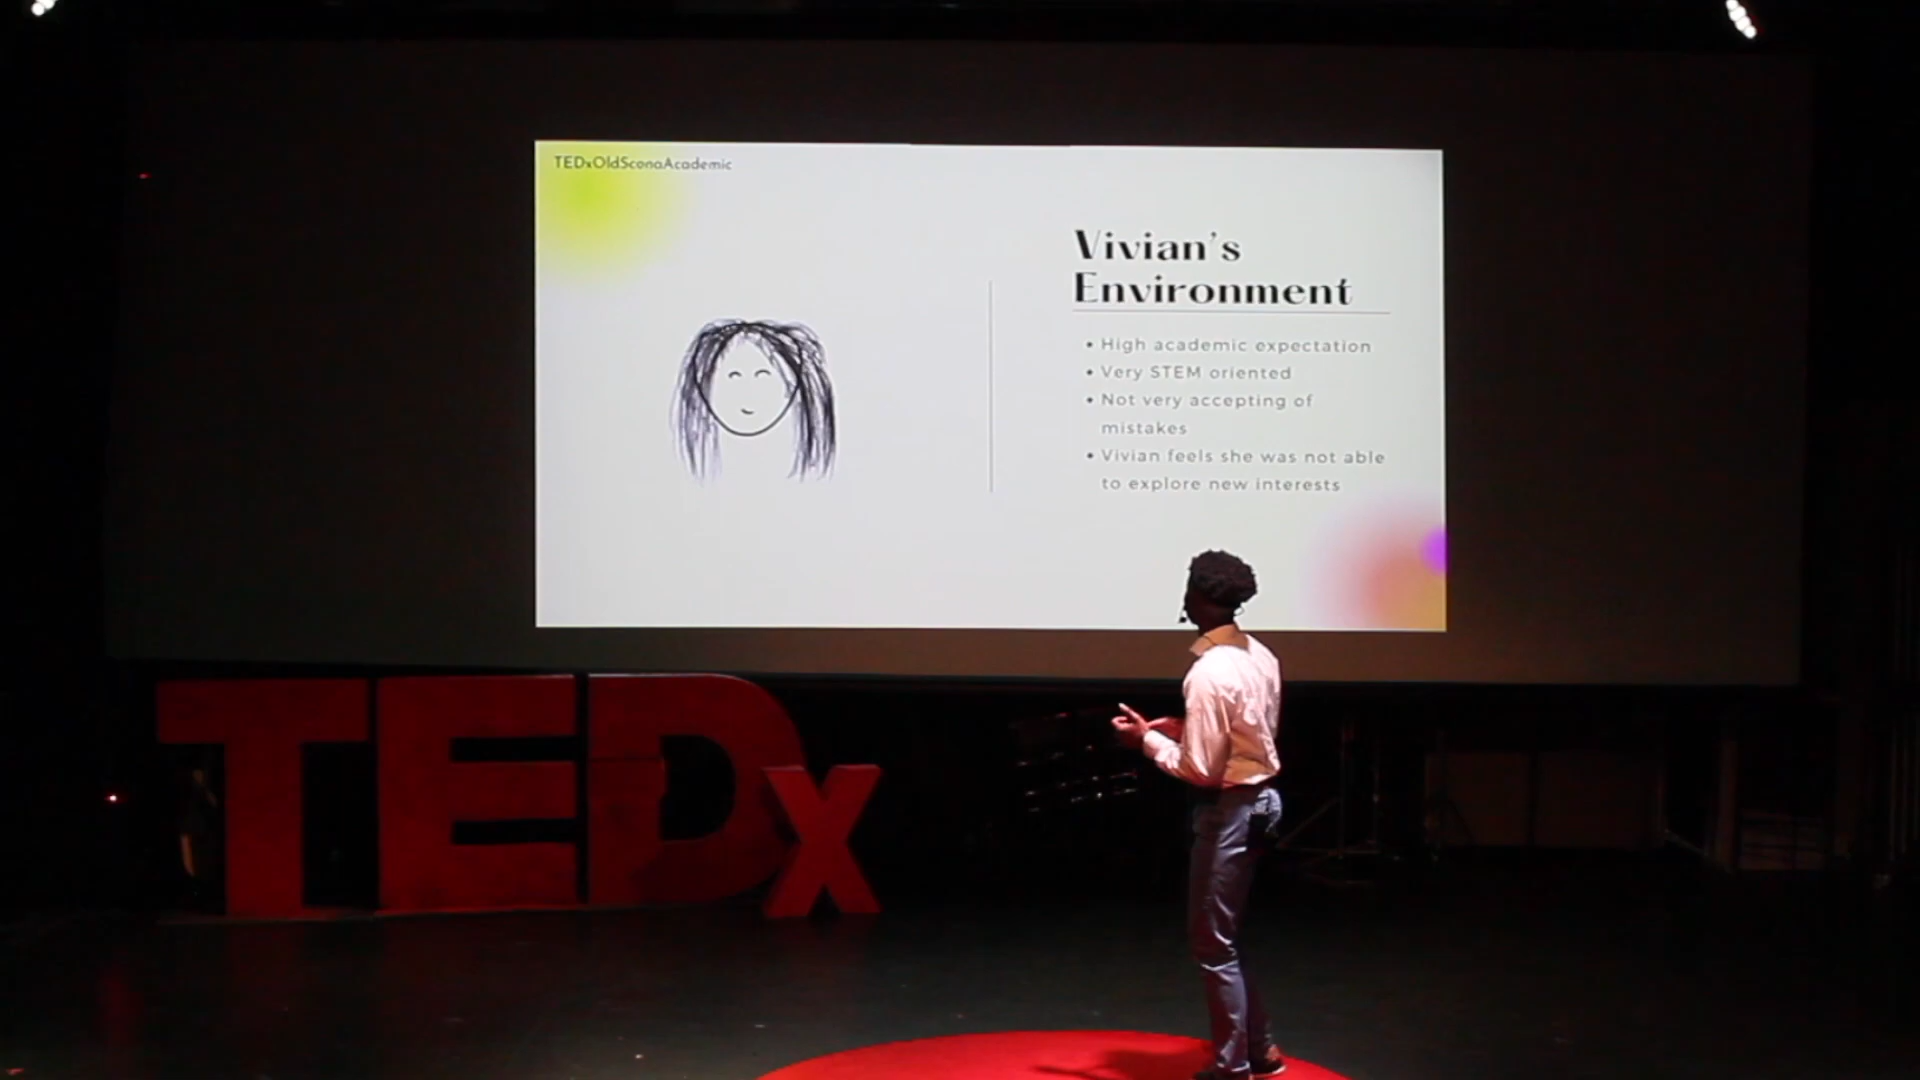 TEDxOldSconaAcademic
Vivian's
Environment
• High academic expectation
• Very STEM oriented
• Not very accepting of
mistakes
• Vivian feels she was not able
to explore new interests
TEDx